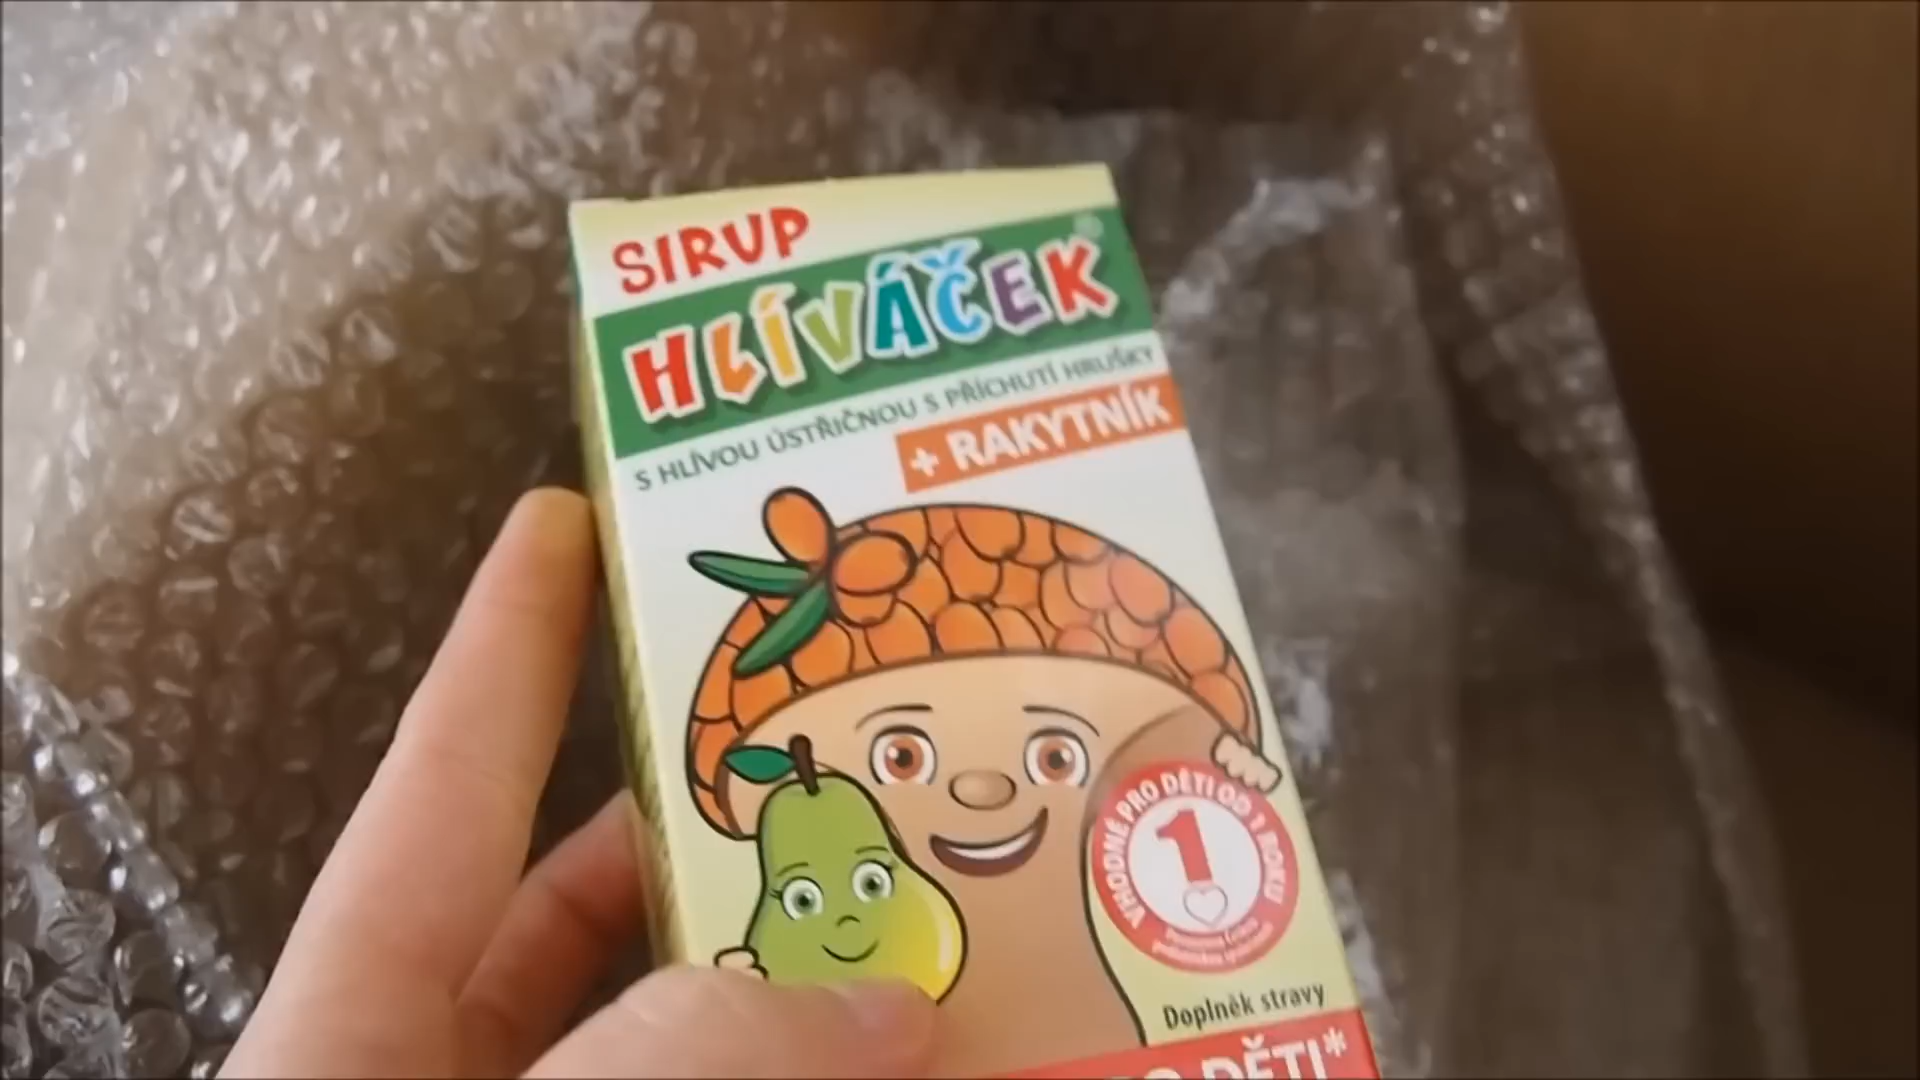 SIRUP
HLÍVÁČEK®
S HLÍVOU ÚSTŘIČNOU S PŘÍCHUTÍ HRUŠKY
+ RAKYTNÍK
VHODNÉ PRO DĚTI OD 1 ROKU
1
Doplněk stravy
DĚTI*